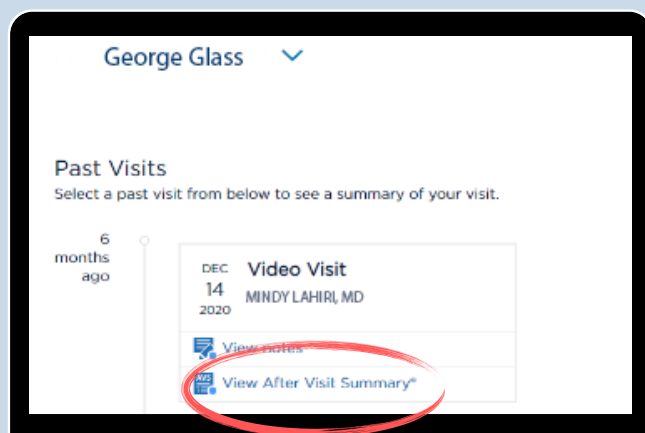 George Glass
Past Visits
Select a past visit from below to see a summary of your visit.
6
months
ago
DEC
14
2020
Video Visit
MINDY LAHIRI, MD
View notes
AVS
View After Visit Summary®